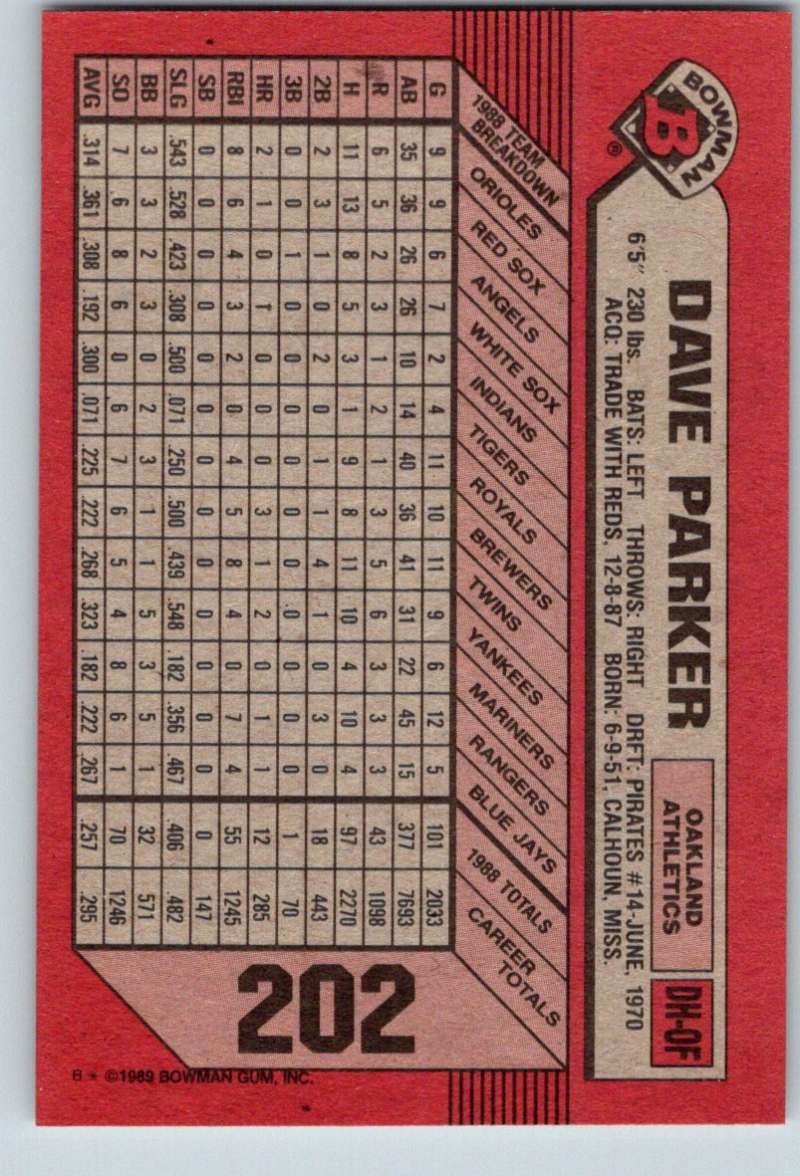 BOWMAN
B
®
DAVE PARKER
OAKLAND
ATHLETICS
DH-OF
6'5" 230 lbs. BATS: LEFT THROWS: RIGHT DRFT: PIRATES #14-JUNE, 1970
ACQ: TRADE WITH REDS, 12-8-87 BORN: 6-9-51, CALHOUN, MISS.
1988 TEAM
BREAKDOWN
ORIOLES
RED SOX
ANGELS
WHITE SOX
INDIANS
TIGERS
ROYALS
BREWERS
TWINS
YANKEES
MARINERS
RANGERS
BLUE JAYS
1988 TOTALS
CAREER
TOTALS
G 9 9 6 7 2 4 11 10 11 9 6 12 5 101 2033
AB 35 36 26 26 10 14 40 36 41 31 22 45 15 377 7693
R 6 5 2 3 1 2 1 3 5 6 3 3 3 43 1098
H 11 13 8 5 3 1 9 8 11 10 4 10 4 97 2270
2B 2 3 1 0 2 0 1 1 4 1 0 3 0 18 443
3B 0 0 1 0 0 0 0 0 0 0 0 0 0 1 70
HR 2 1 0 1 0 0 0 3 1 2 0 1 1 12 285
RBI 8 6 4 3 2 0 4 5 8 4 0 7 4 55 1245
SB 0 0 0 0 0 0 0 0 0 0 0 0 0 0 147
SLG .543 .528 .423 .308 .500 .071 .250 .500 .439 .548 .182 .356 .467 .406 .482
BB 3 3 2 3 0 2 3 1 1 5 3 5 1 32 571
SO 7 6 8 6 0 6 7 6 5 4 8 6 1 70 1246
AVG .314 .361 .308 .192 .300 .071 .225 .222 .268 .323 .182 .222 .267 .257 .295
202
B * ©1989 BOWMAN GUM, INC.